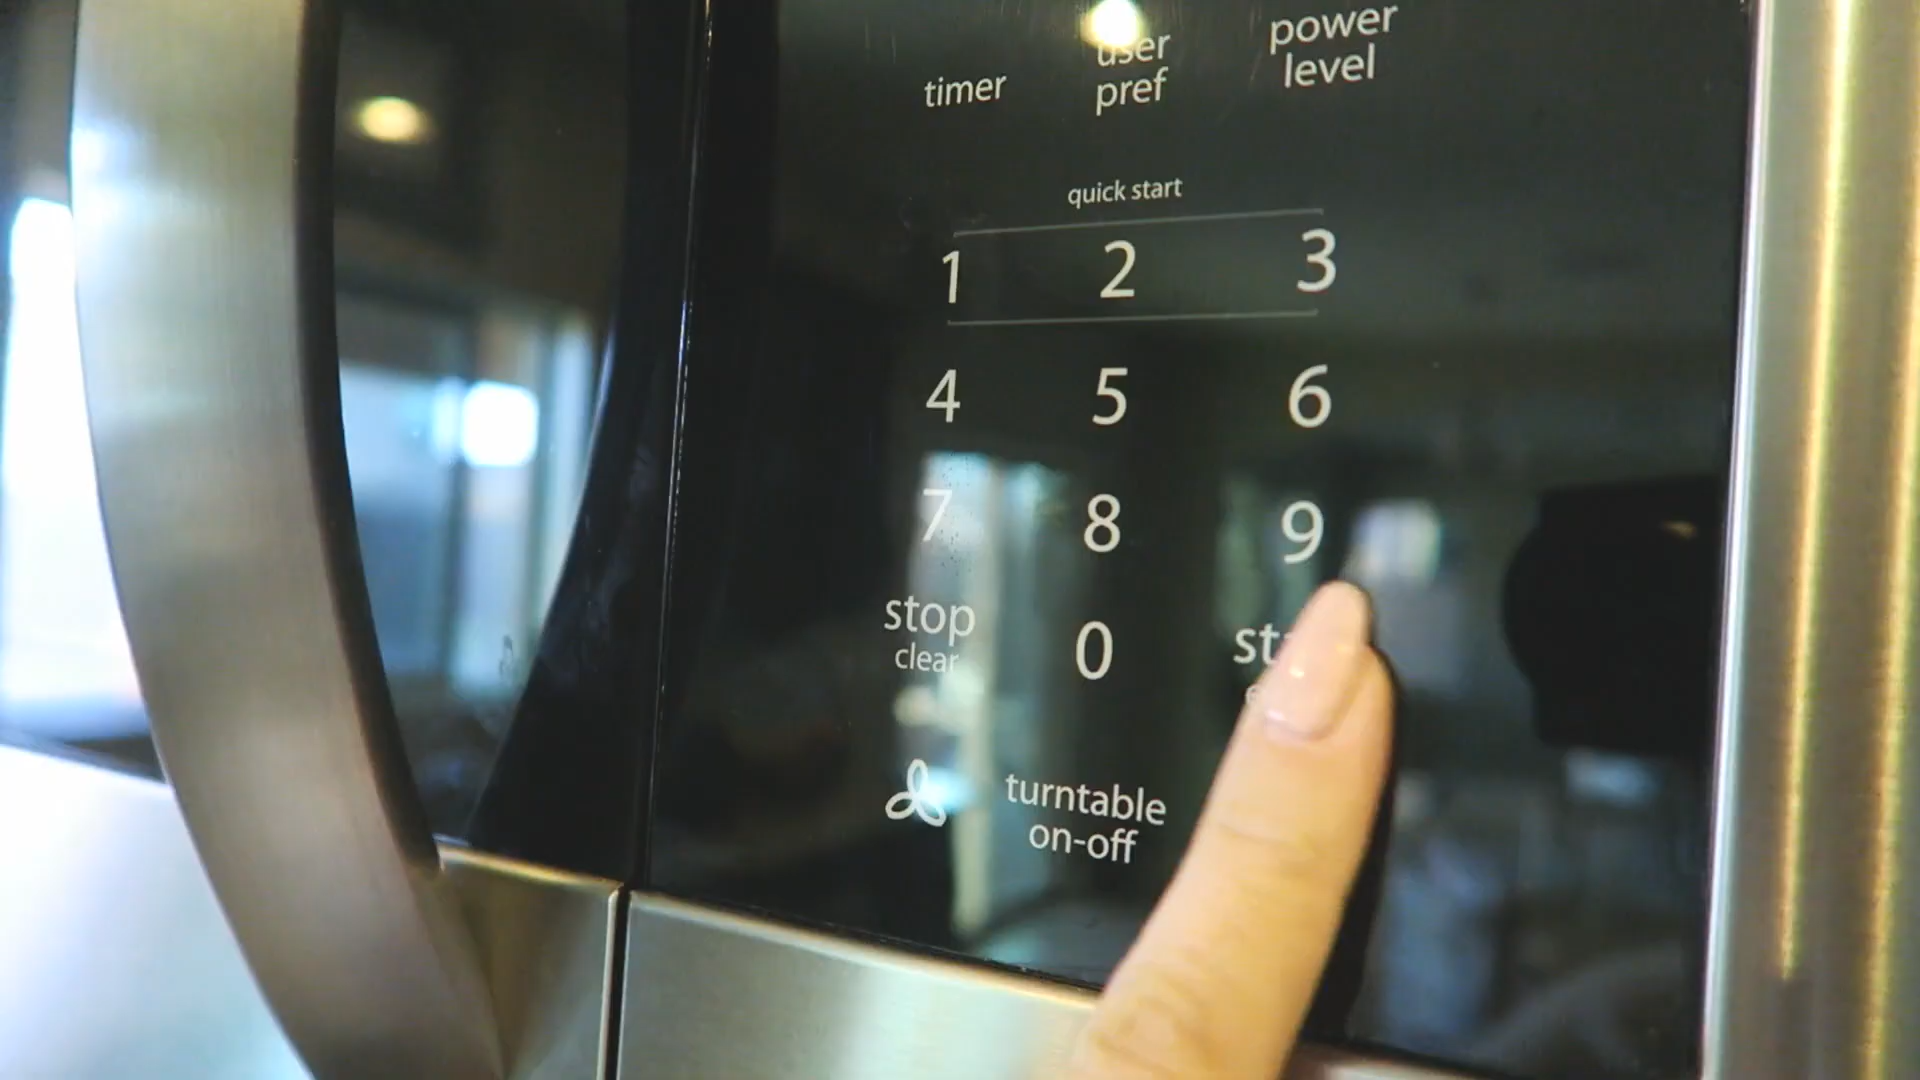 timer
user
pref
power
level
quick start
1 2 3
4 5 6
7 8 9
stop
clear
0
turntable
on-off